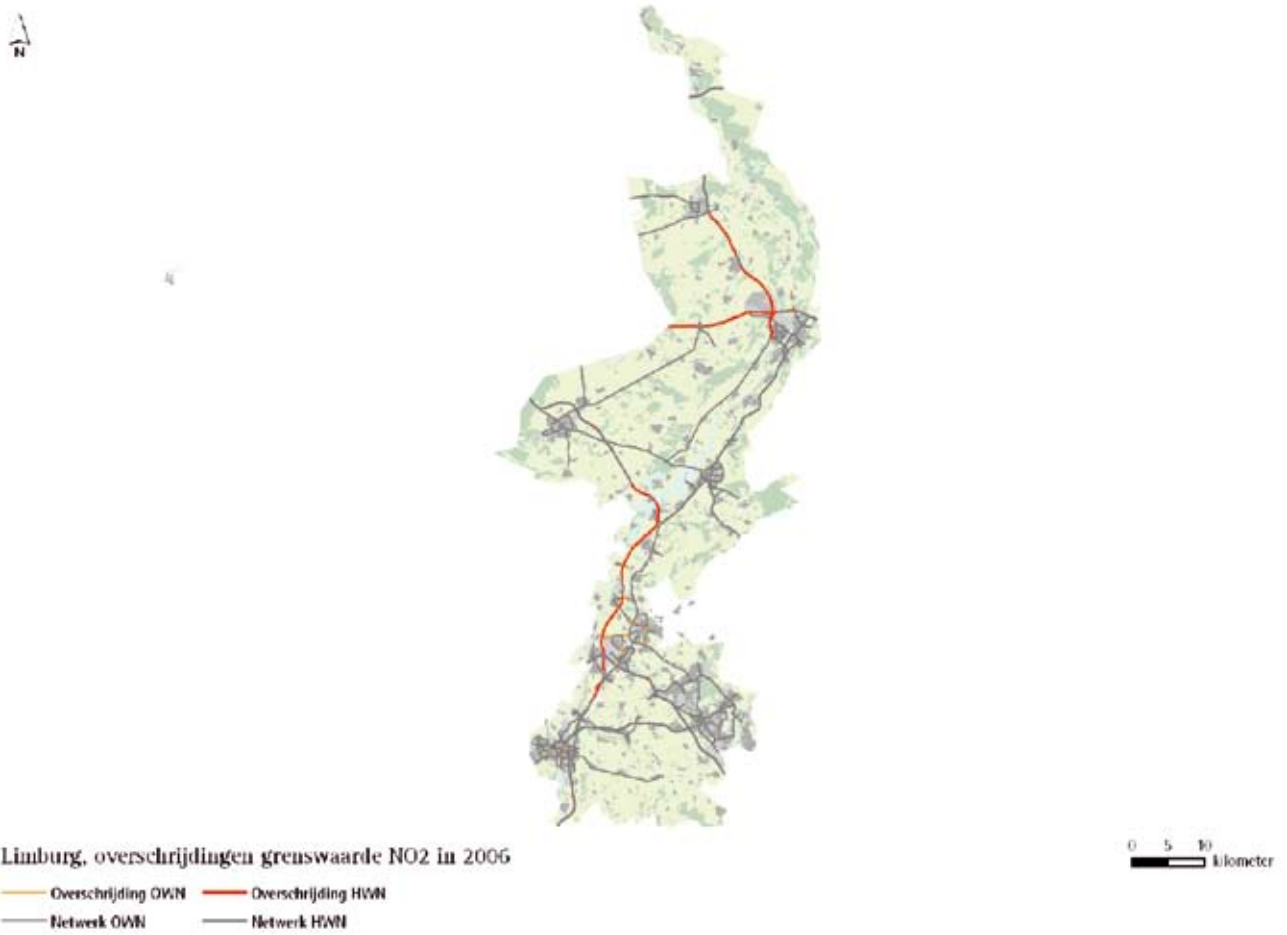 N
Limburg, overschrijdingen grenswaarde NO2 in 2006
0 5 10
kilometer
Overschrijding OWN Overschrijding HWN
Netwerk OWN Netwerk HWN